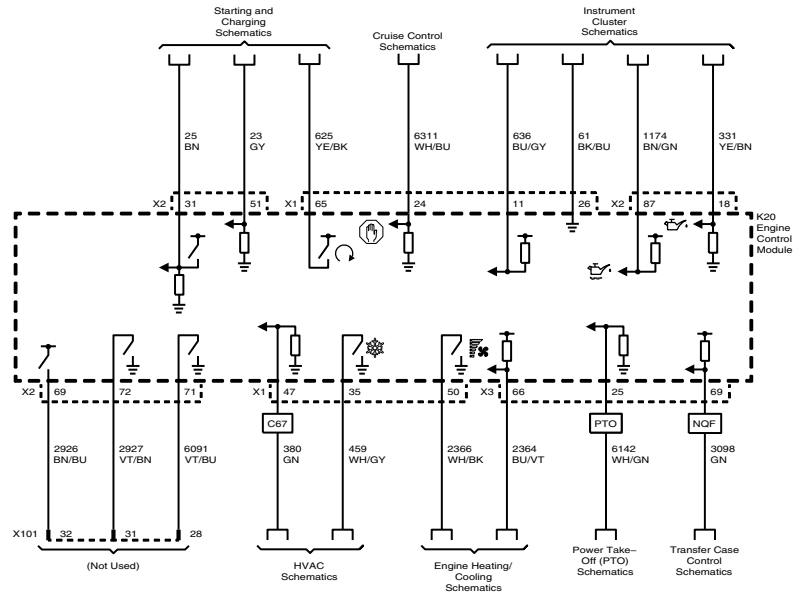 Starting and
Charging
Schematics
Cruise Control
Schematics
Instrument
Cluster
Schematics
25
BN
23
GY
625
YE/BK
6311
WH/BU
636
BU/GY
61
BK/BU
1174
BN/GN
331
YE/BN
X2 31 51 X1 65 24 11 26 X2 87 18
K20
Engine
Control
Module
X2 69 72 71 X1 47 35 50 X3 66 25 69
C67 PTO NQF
2926
BN/BU
2927
VT/BN
6091
VT/BU
380
GN
459
WH/GY
2366
WH/BK
2364
BU/VT
6142
WH/GN
3098
GN
X101 32 31 28
(Not Used)
HVAC
Schematics
Engine Heating/
Cooling
Schematics
Power Take–
Off (PTO)
Schematics
Transfer Case
Control
Schematics